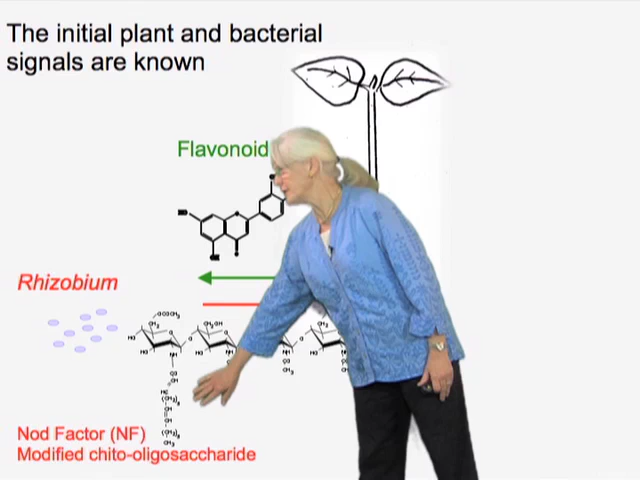 The initial plant and bacterial
signals are known
Flavonoid
Rhizobium
Nod Factor (NF)
Modified chito-oligosaccharide